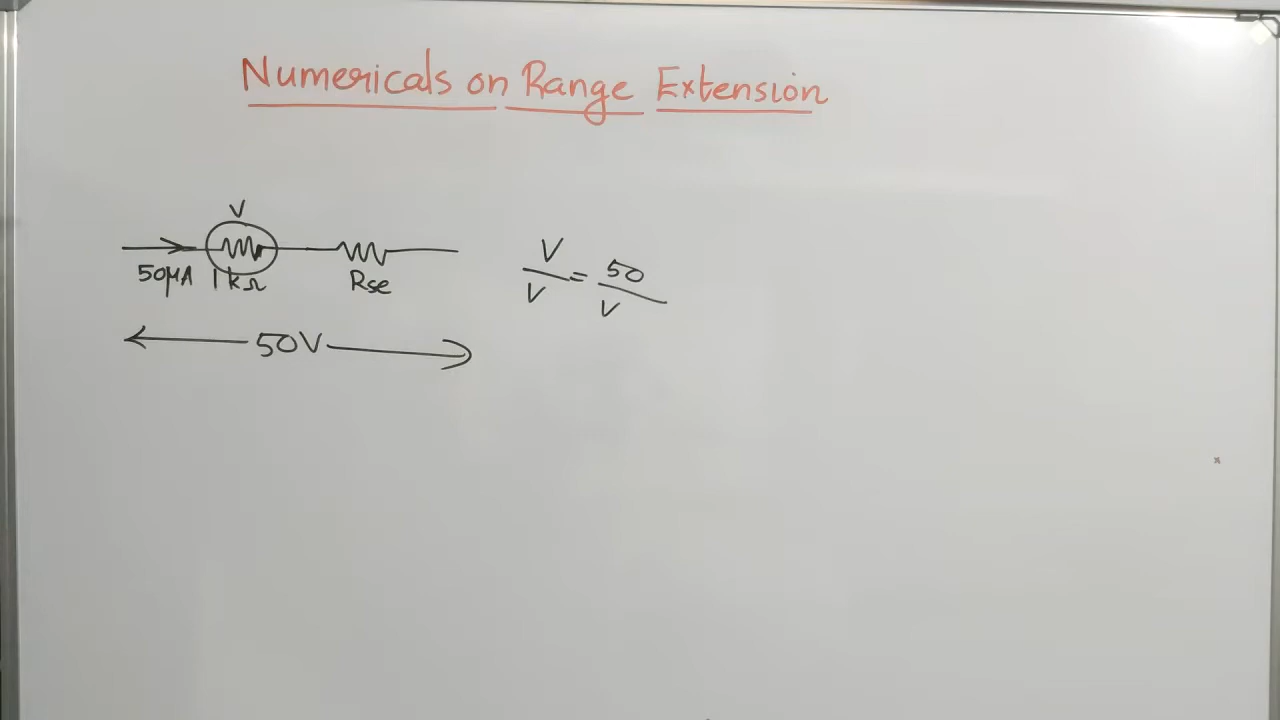 Numericals on Range Extension
V
50μA 1kΩ Rse
50V
V/V = 50/V